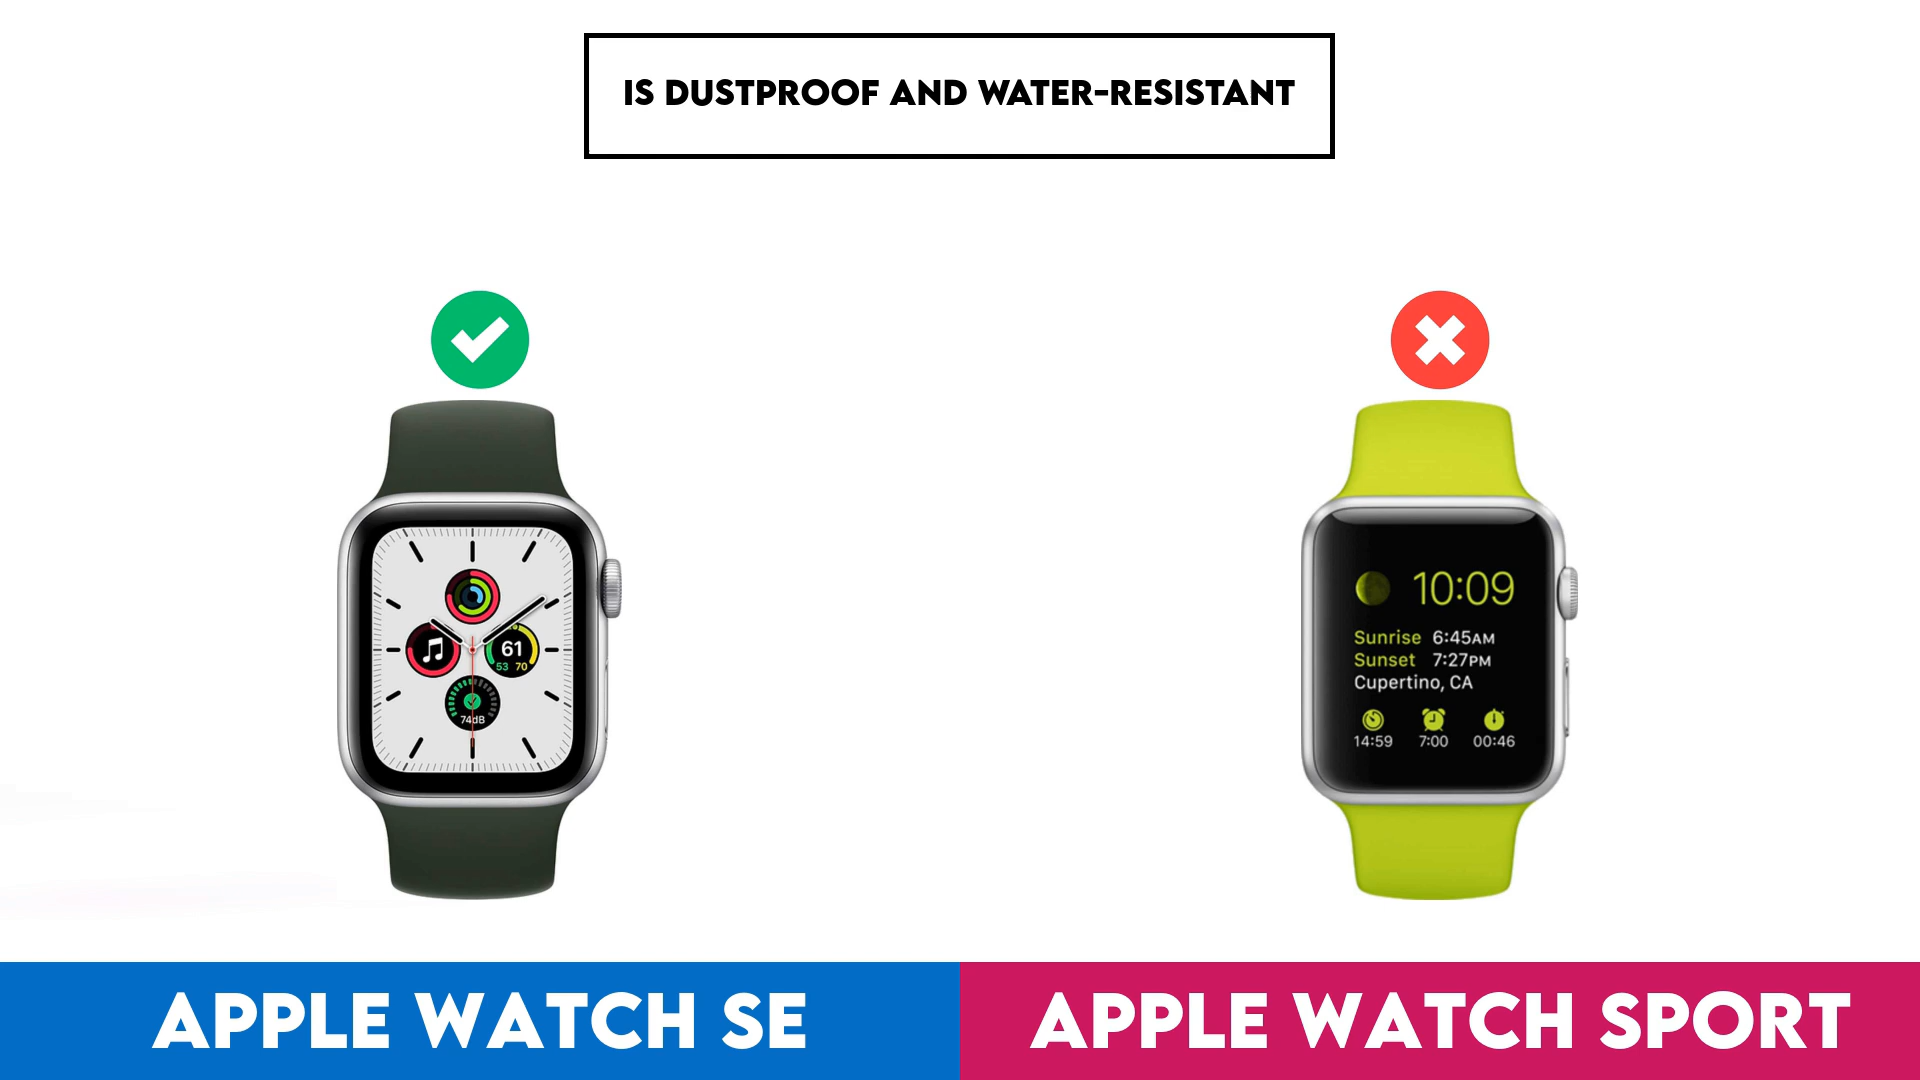 IS DUSTPROOF AND WATER-RESISTANT
61
53 70
74dB
10:09
Sunrise 6:45AM
Sunset 7:27PM
Cupertino, CA
14:59 7:00 00:46
APPLE WATCH SE
APPLE WATCH SPORT